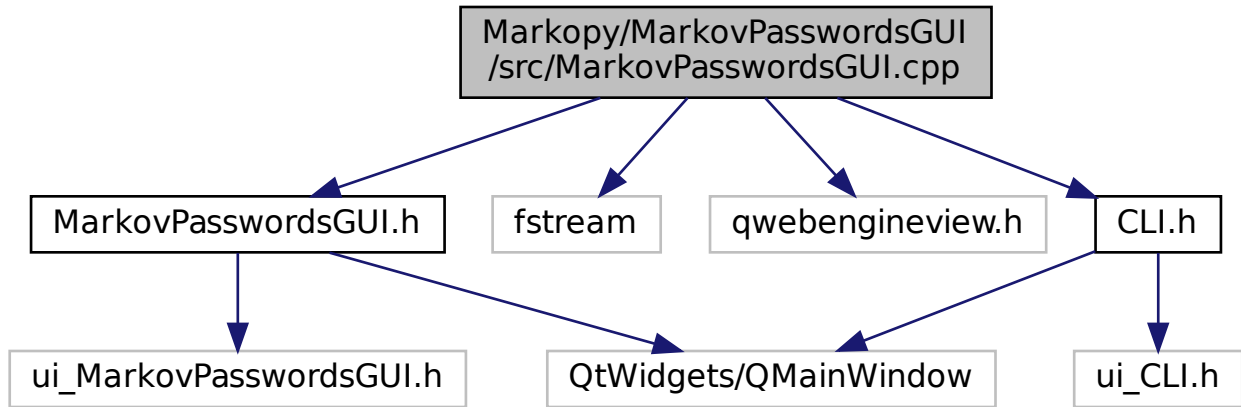 Markopy/MarkovPasswordsGUI
/src/MarkovPasswordsGUI.cpp
MarkovPasswordsGUI.h
fstream
qwebengineview.h
CLI.h
ui_MarkovPasswordsGUI.h
QtWidgets/QMainWindow
ui_CLI.h